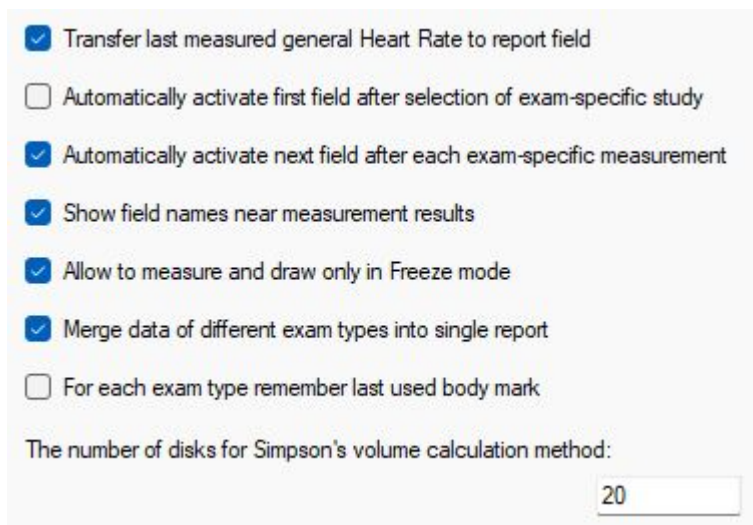 Transfer last measured general Heart Rate to report field
Automatically activate first field after selection of exam-specific study
Automatically activate next field after each exam-specific measurement
Show field names near measurement results
Allow to measure and draw only in Freeze mode
Merge data of different exam types into single report
For each exam type remember last used body mark
The number of disks for Simpson's volume calculation method:
20